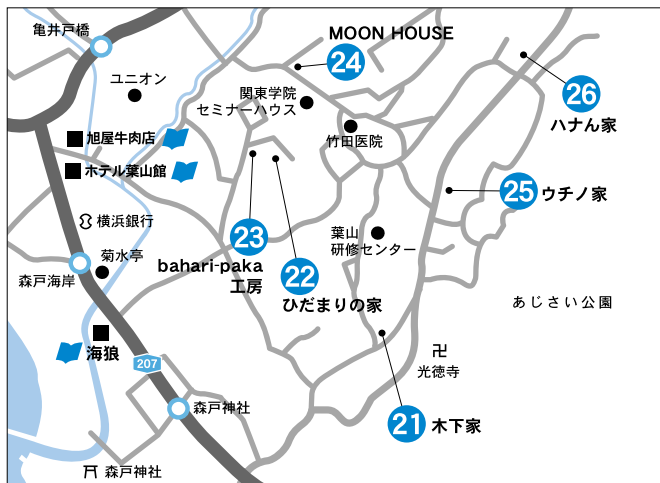 亀井戸橋
MOON HOUSE
24
ユニオン
関東学院
セミナーハウス
26
ハナん家
旭屋牛肉店
竹田医院
ホテル葉山館
25 ウチノ家
横浜銀行
23
bahari-paka
工房
葉山
研修センター
菊水亭
22
ひだまりの家
森戸海岸
あじさい公園
海狼
207
光徳寺
森戸神社
21 木下家
森戸神社